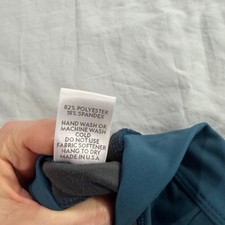 82% POLYESTER
18% SPANDEX
HAND WASH OR
MACHINE WASH
COLD
DO NOT USE
FABRIC SOFTENER
HANG TO DRY
MADE IN U.S.A